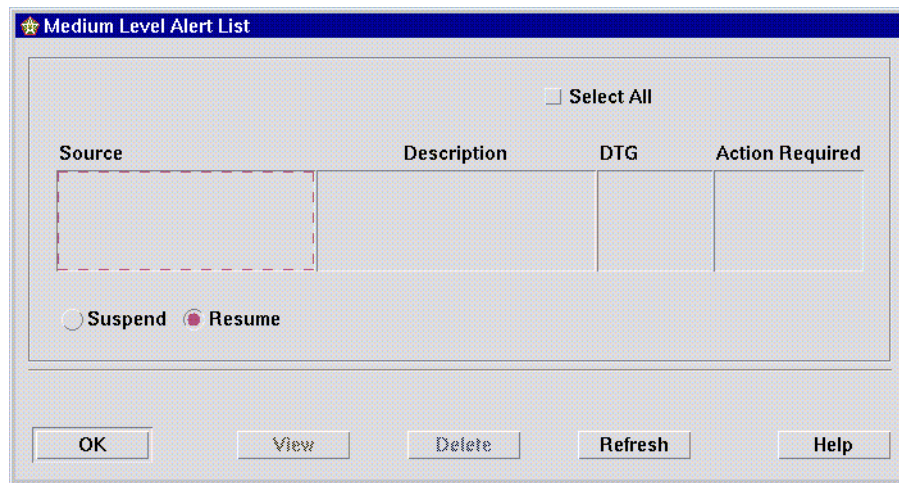 Medium Level Alert List
Select All
Source Description DTG Action Required
Suspend Resume
OK View Delete Refresh Help